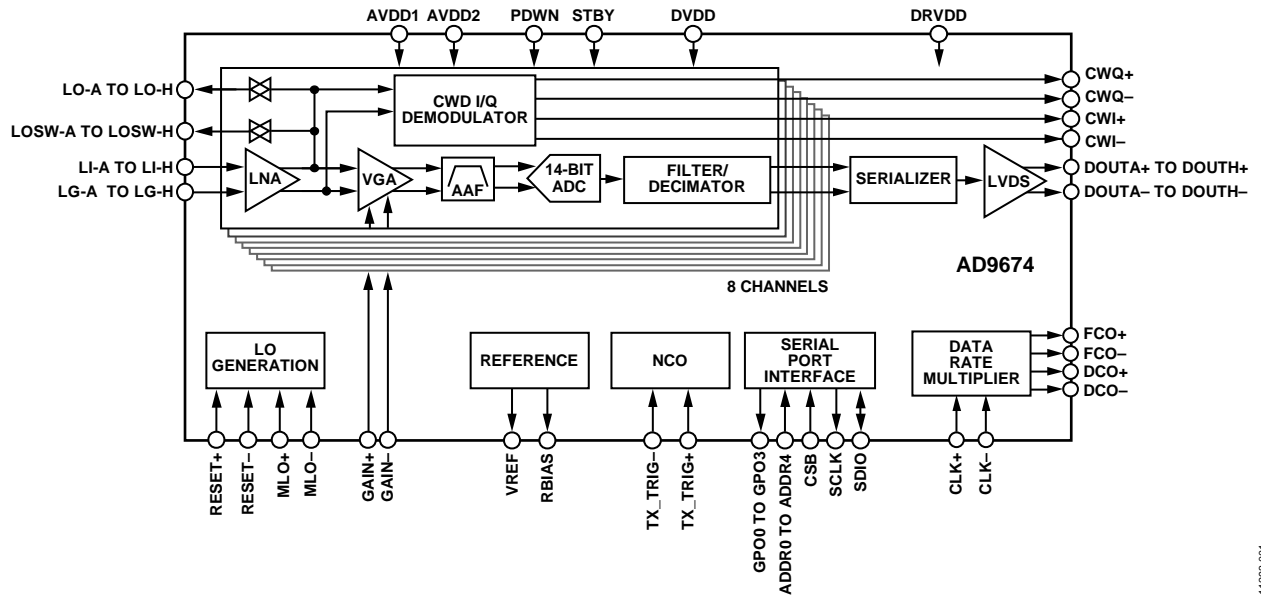 AVDD1 AVDD2 PDWN STBY DVDD DRVDD
LO-A TO LO-H
LOSW-A TO LOSW-H
LI-A TO LI-H
LG-A TO LG-H
CWD I/Q
DEMODULATOR
LNA
VGA
AAF
14-BIT
ADC
FILTER/
DECIMATOR
SERIALIZER
LVDS
CWQ+
CWQ–
CWI+
CWI–
DOUTA+ TO DOUTH+
DOUTA– TO DOUTH–
AD9674
8 CHANNELS
LO
GENERATION
REFERENCE
NCO
SERIAL
PORT
INTERFACE
DATA
RATE
MULTIPLIER
FCO+
FCO–
DCO+
DCO–
RESET+
RESET–
MLO+
MLO–
GAIN+
GAIN–
VREF
RBIAS
TX_TRIG–
TX_TRIG+
GPO0 TO GPO3
ADDR0 TO ADDR4
CSB
SCLK
SDIO
CLK+
CLK–